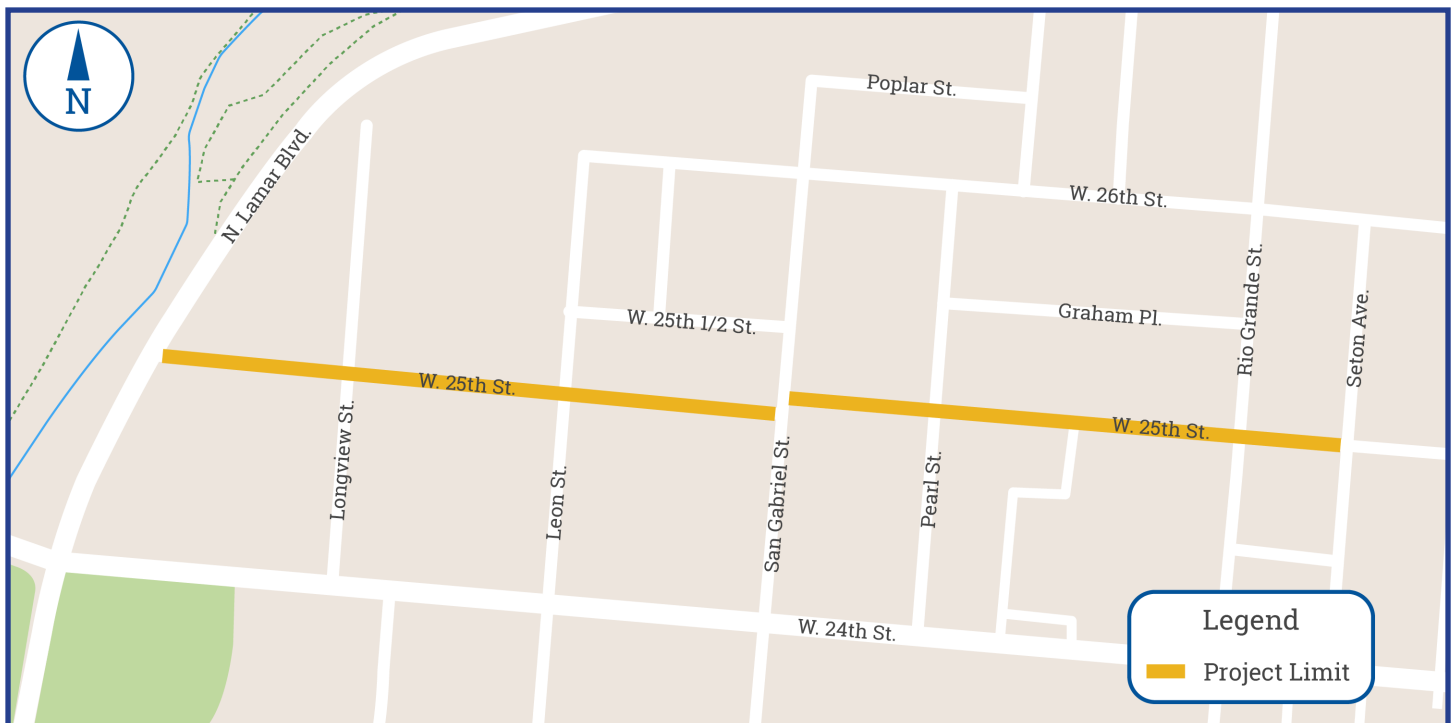 N
Poplar St.
N. Lamar Blvd.
W. 26th St.
Rio Grande St.
Seton Ave.
Graham Pl.
W. 25th 1/2 St.
W. 25th St.
W. 25th St.
Longview St.
Leon St.
San Gabriel St.
Pearl St.
W. 24th St.
Legend
Project Limit